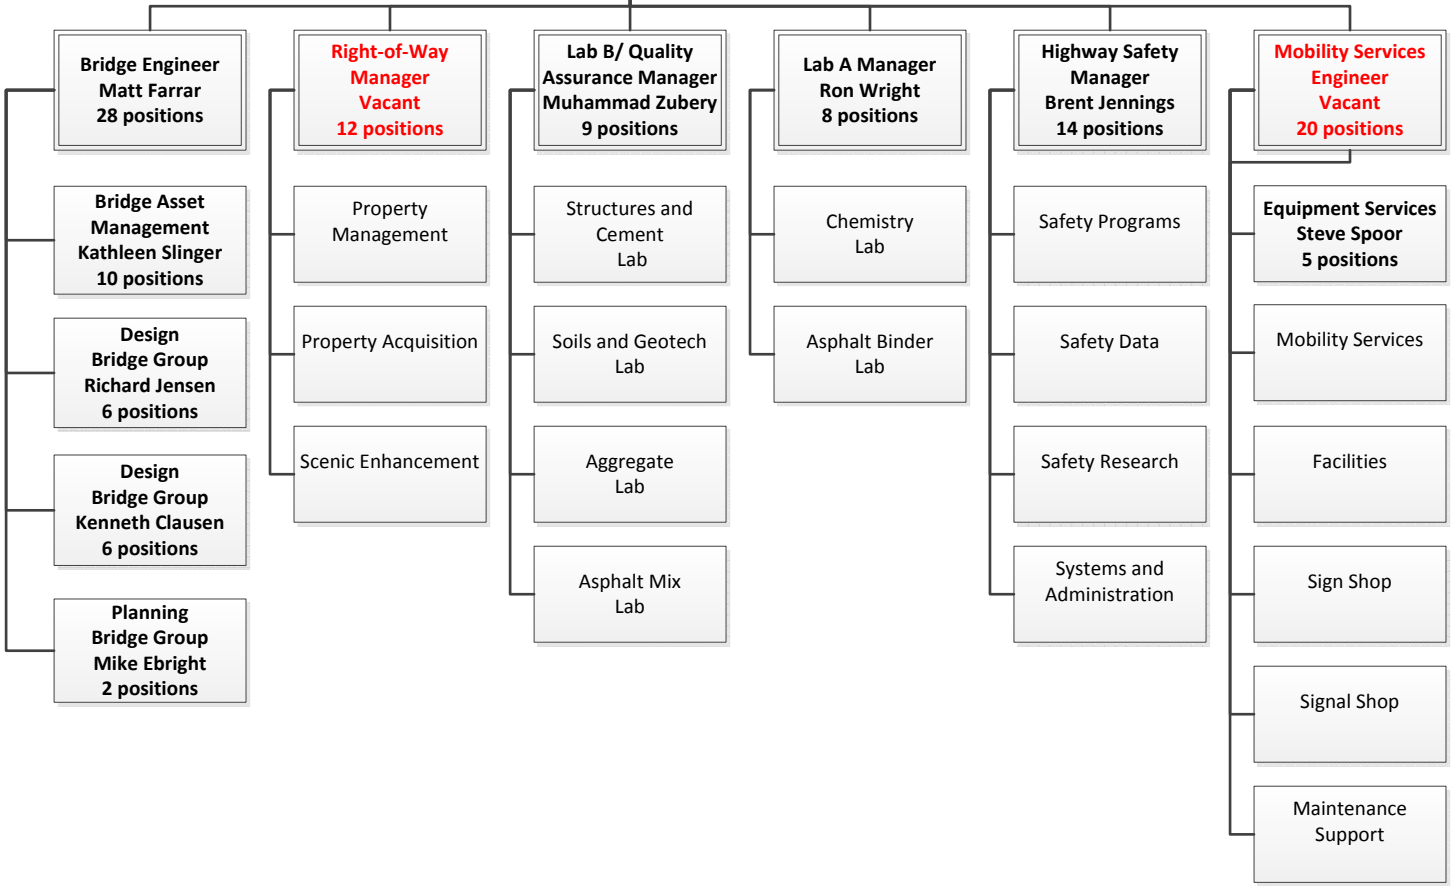 Bridge Engineer
Matt Farrar
28 positions
Right-of-Way
Manager
Vacant
12 positions
Lab B/ Quality
Assurance Manager
Muhammad Zubery
9 positions
Lab A Manager
Ron Wright
8 positions
Highway Safety
Manager
Brent Jennings
14 positions
Mobility Services
Engineer
Vacant
20 positions
Bridge Asset
Management
Kathleen Slinger
10 positions
Design
Bridge Group
Richard Jensen
6 positions
Design
Bridge Group
Kenneth Clausen
6 positions
Planning
Bridge Group
Mike Ebright
2 positions
Property
Management
Property Acquisition
Scenic Enhancement
Structures and
Cement
Lab
Soils and Geotech
Lab
Aggregate
Lab
Asphalt Mix
Lab
Chemistry
Lab
Asphalt Binder
Lab
Safety Programs
Safety Data
Safety Research
Systems and
Administration
Equipment Services
Steve Spoor
5 positions
Mobility Services
Facilities
Sign Shop
Signal Shop
Maintenance
Support